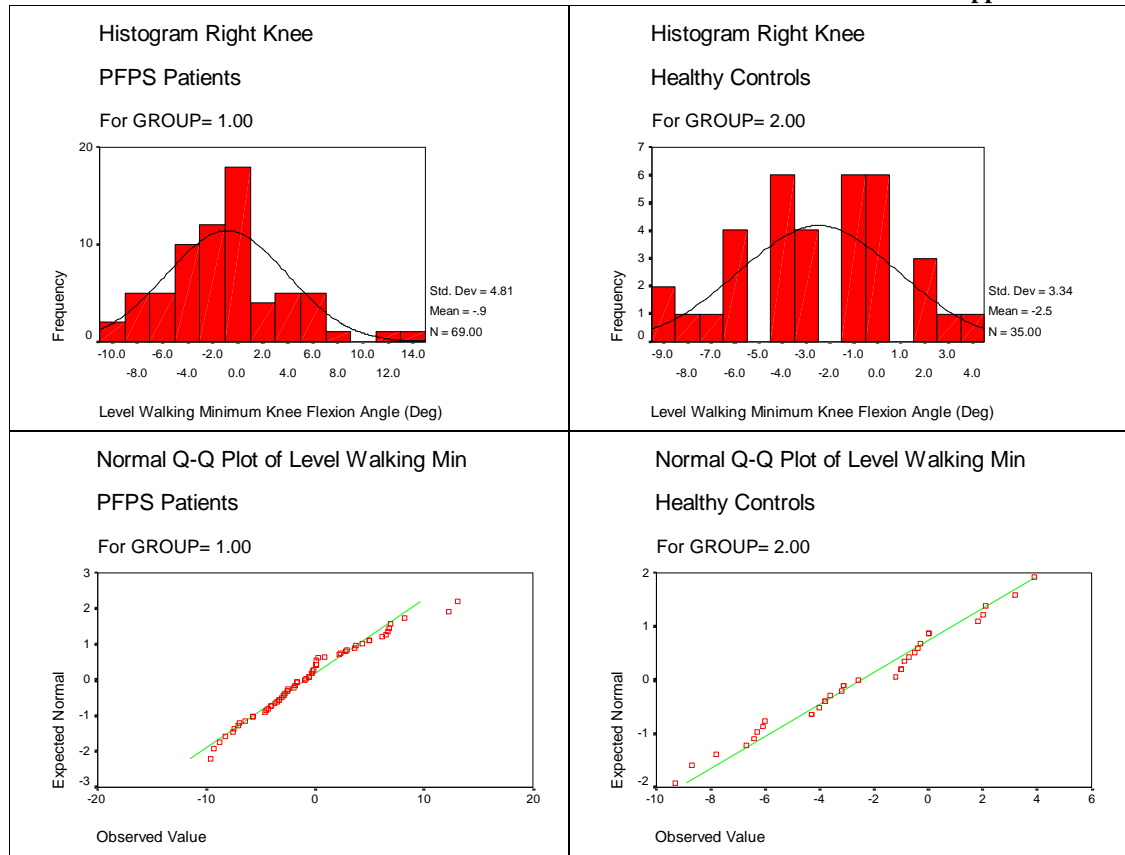 Histogram Right Knee
PFPS Patients
For GROUP= 1.00
20
10
0
Frequency
Std. Dev = 4.81
Mean = -.9
N = 69.00
-10.0 -6.0 -2.0 2.0 6.0 10.0 14.0
-8.0 -4.0 0.0 4.0 8.0 12.0
Level Walking Minimum Knee Flexion Angle (Deg)
Histogram Right Knee
Healthy Controls
For GROUP= 2.00
7
6
5
4
3
2
1
0
Frequency
Std. Dev = 3.34
Mean = -2.5
N = 35.00
-9.0 -7.0 -5.0 -3.0 -1.0 1.0 3.0
-8.0 -6.0 -4.0 -2.0 0.0 2.0 4.0
Level Walking Minimum Knee Flexion Angle (Deg)
Normal Q-Q Plot of Level Walking Min
PFPS Patients
For GROUP= 1.00
3
2
1
0
-1
-2
-3
Expected Normal
-20 -10 0 10 20
Observed Value
Normal Q-Q Plot of Level Walking Min
Healthy Controls
For GROUP= 2.00
2
1
0
-1
-2
Expected Normal
-10 -8 -6 -4 -2 0 2 4 6
Observed Value